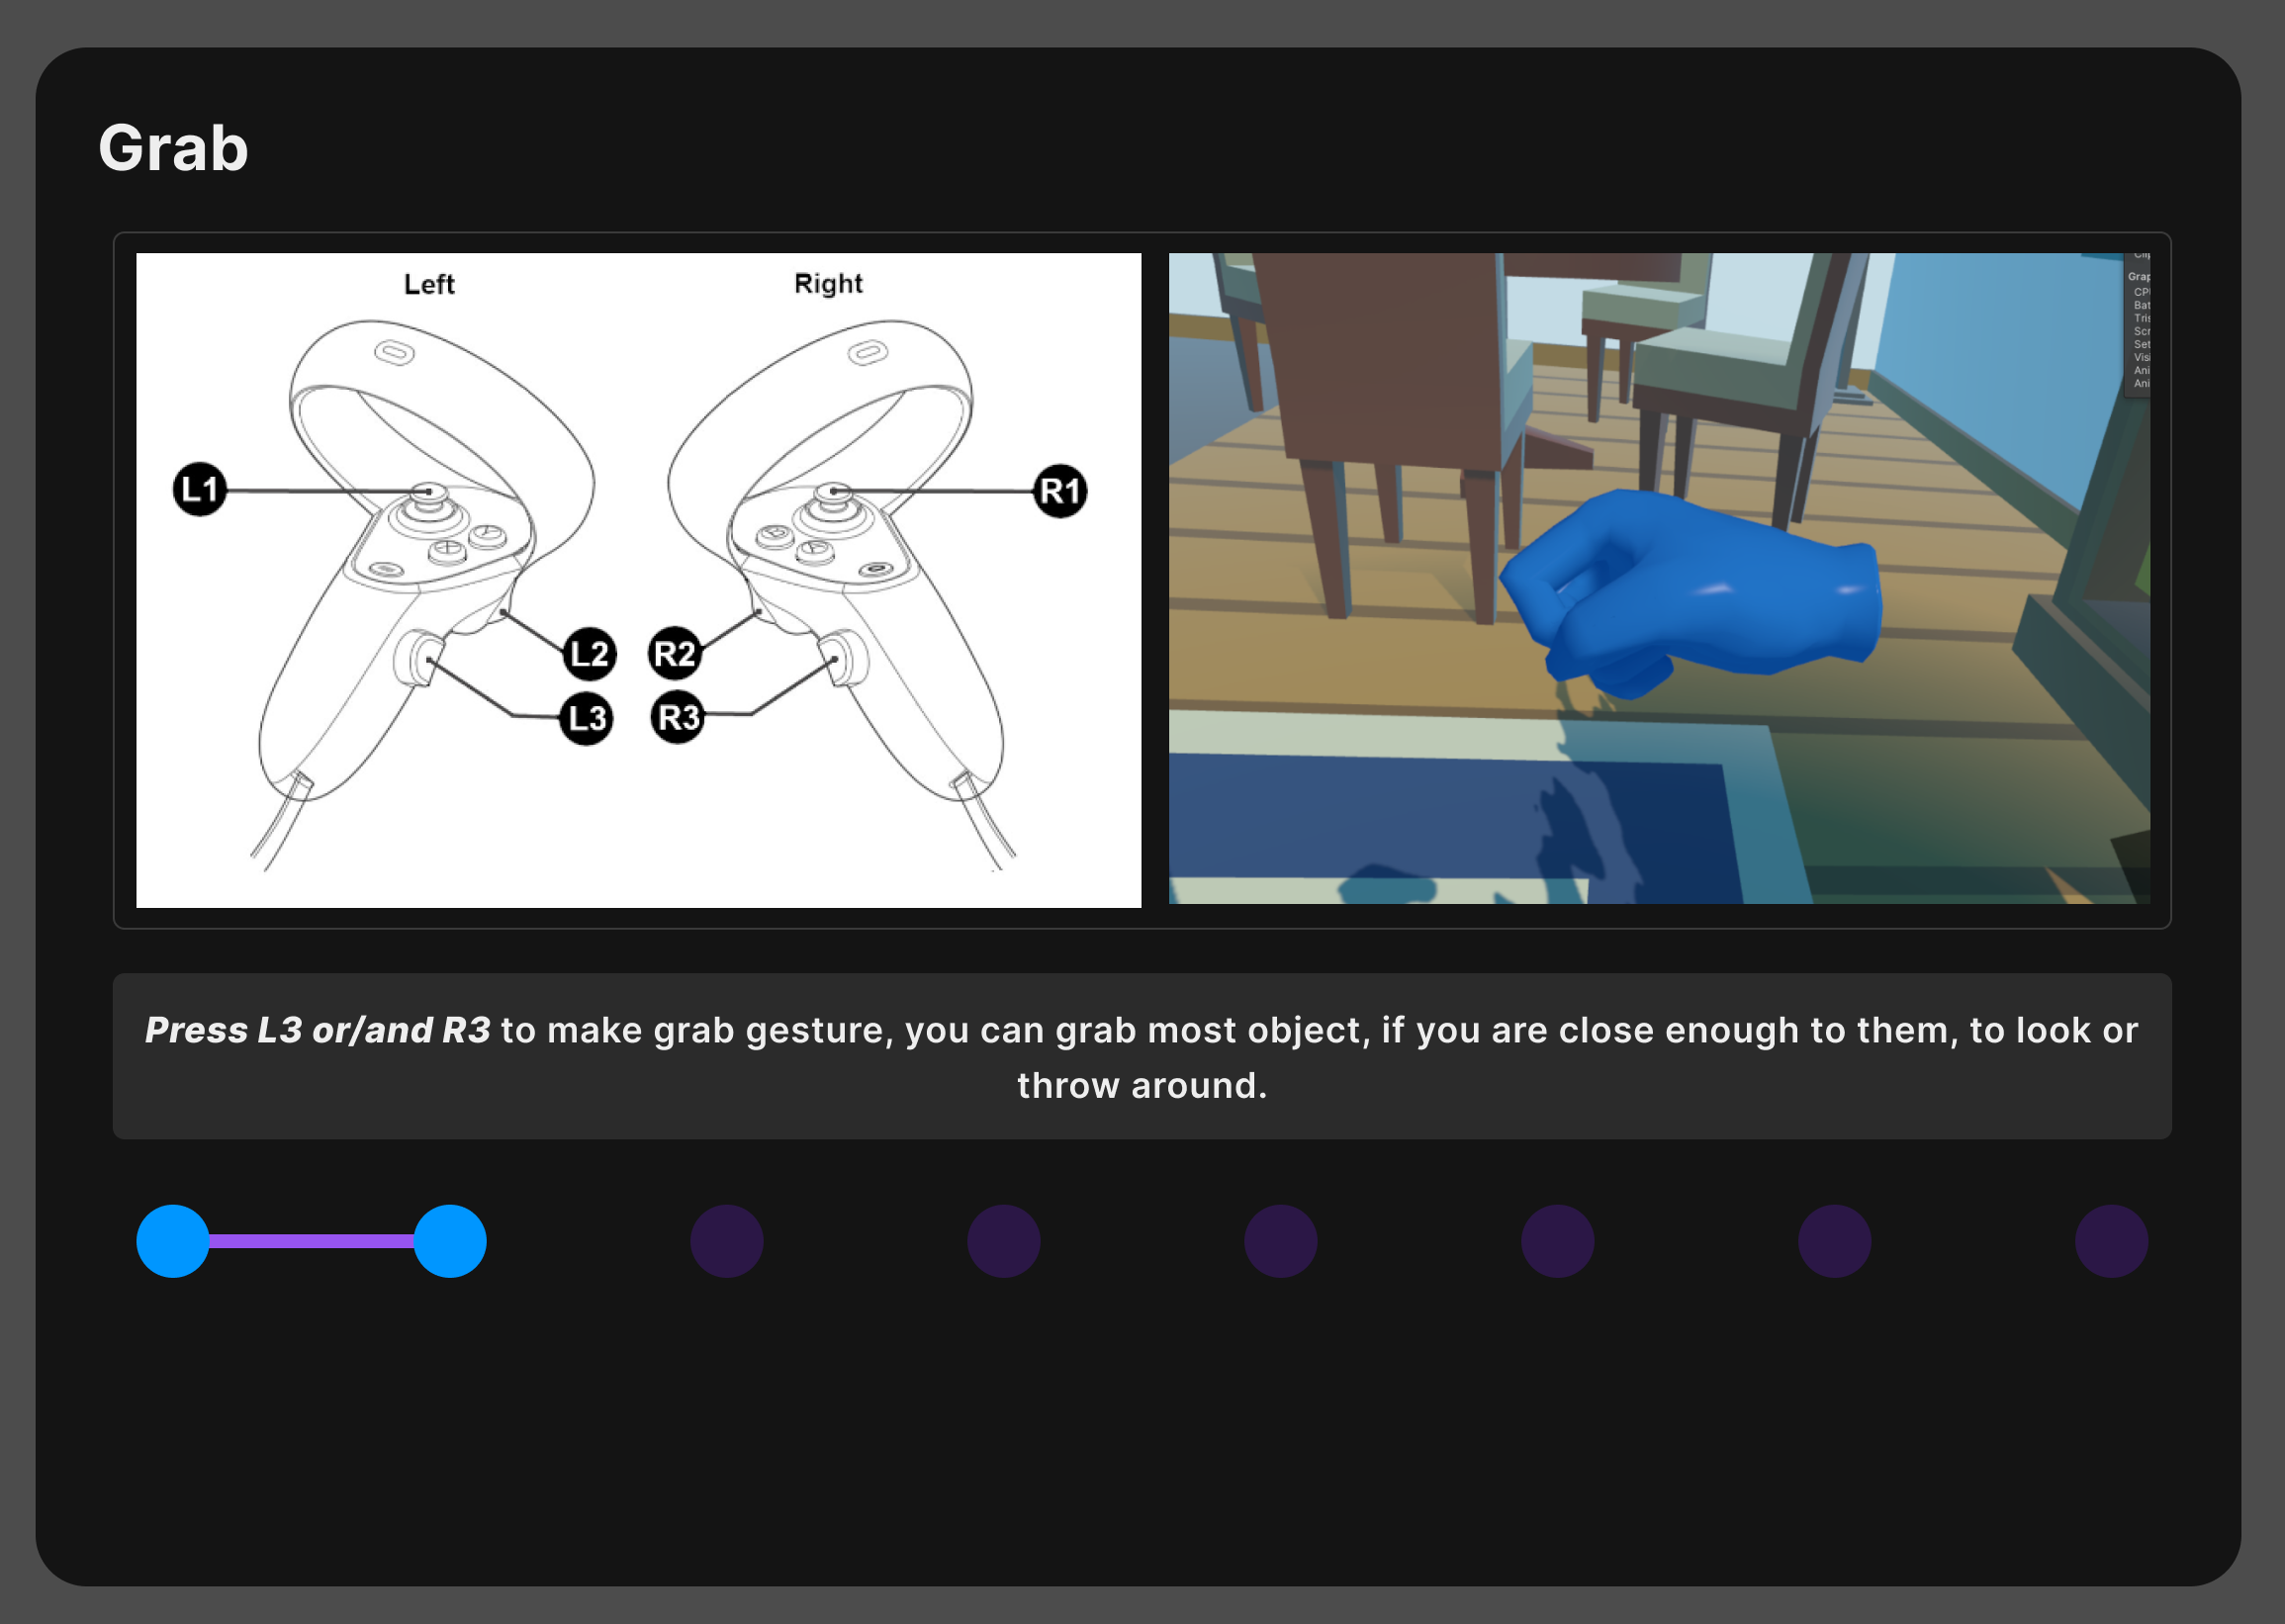 Grab
Left
Right
L1
R1
L2
R2
L3
R3
Grap
CP
Bat
Tris
Scr
Set
Visi
Ani
Ani
Press L3 or/and R3 to make grab gesture, you can grab most object, if you are close enough to them, to look or
throw around.